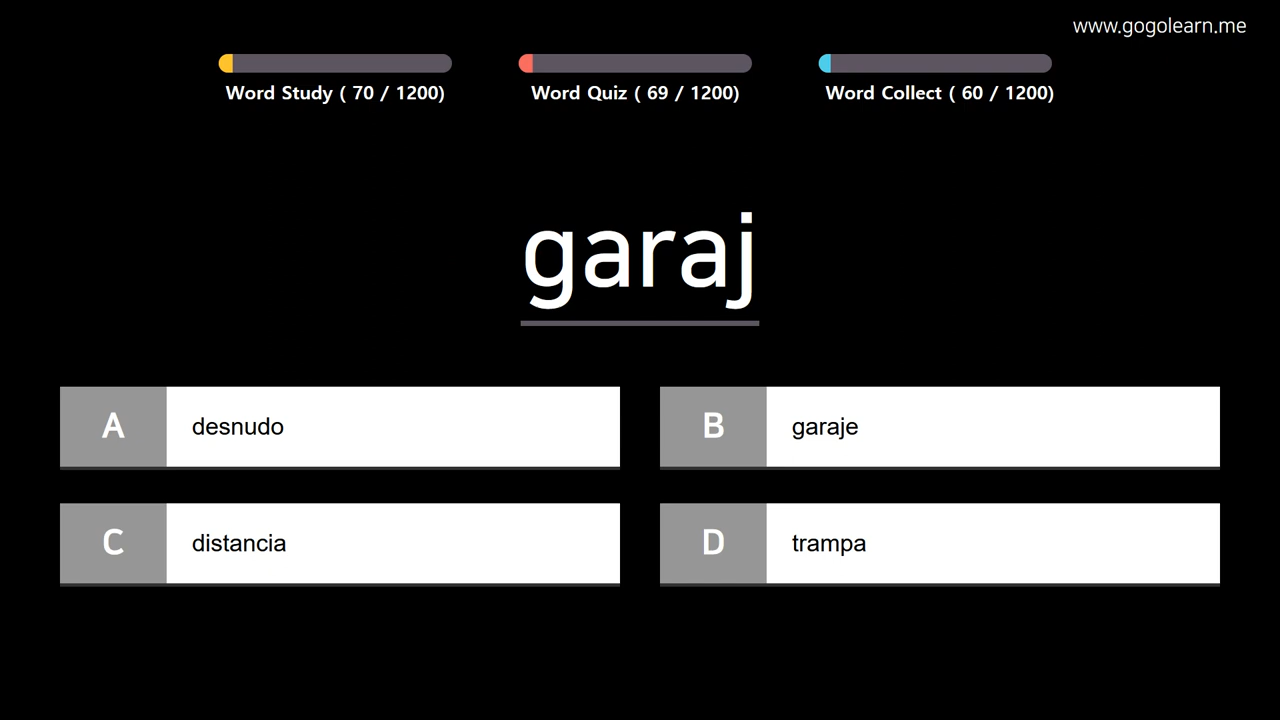 www.gogolearn.me
Word Study ( 70 / 1200)
Word Quiz ( 69 / 1200)
Word Collect ( 60 / 1200)
garaj
A desnudo
B garaje
C distancia
D trampa